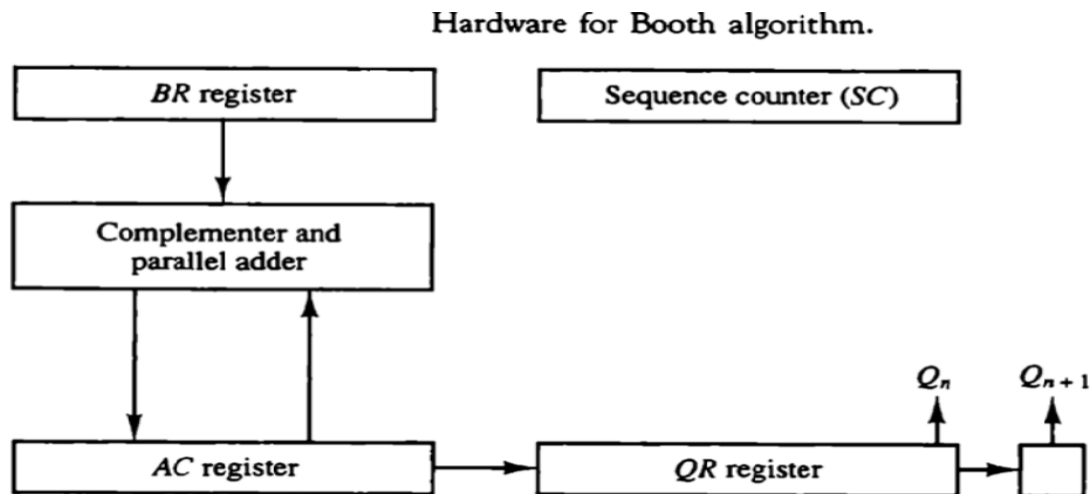 Hardware for Booth algorithm.
BR register
Sequence counter (SC)
Complementer and
parallel adder
Qn
Qn + 1
AC register
QR register